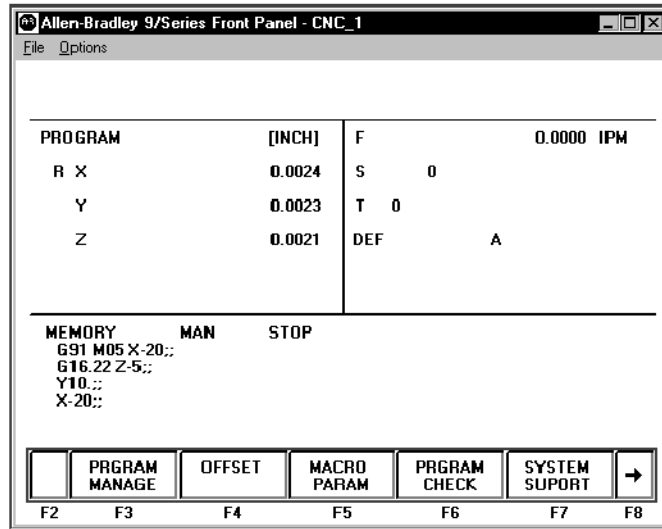 Allen-Bradley 9/Series Front Panel - CNC_1
File Options
PROGRAM [INCH] F 0.0000 IPM
R X 0.0024 S 0
Y 0.0023 T 0
Z 0.0021 DEF A
MEMORY MAN STOP
G91 M05 X-20;;
G16.22 Z-5;;
Y10.;;
X-20;;
PRGRAM MANAGE OFFSET MACRO PARAM PRGRAM CHECK SYSTEM SUPORT →
F2 F3 F4 F5 F6 F7 F8